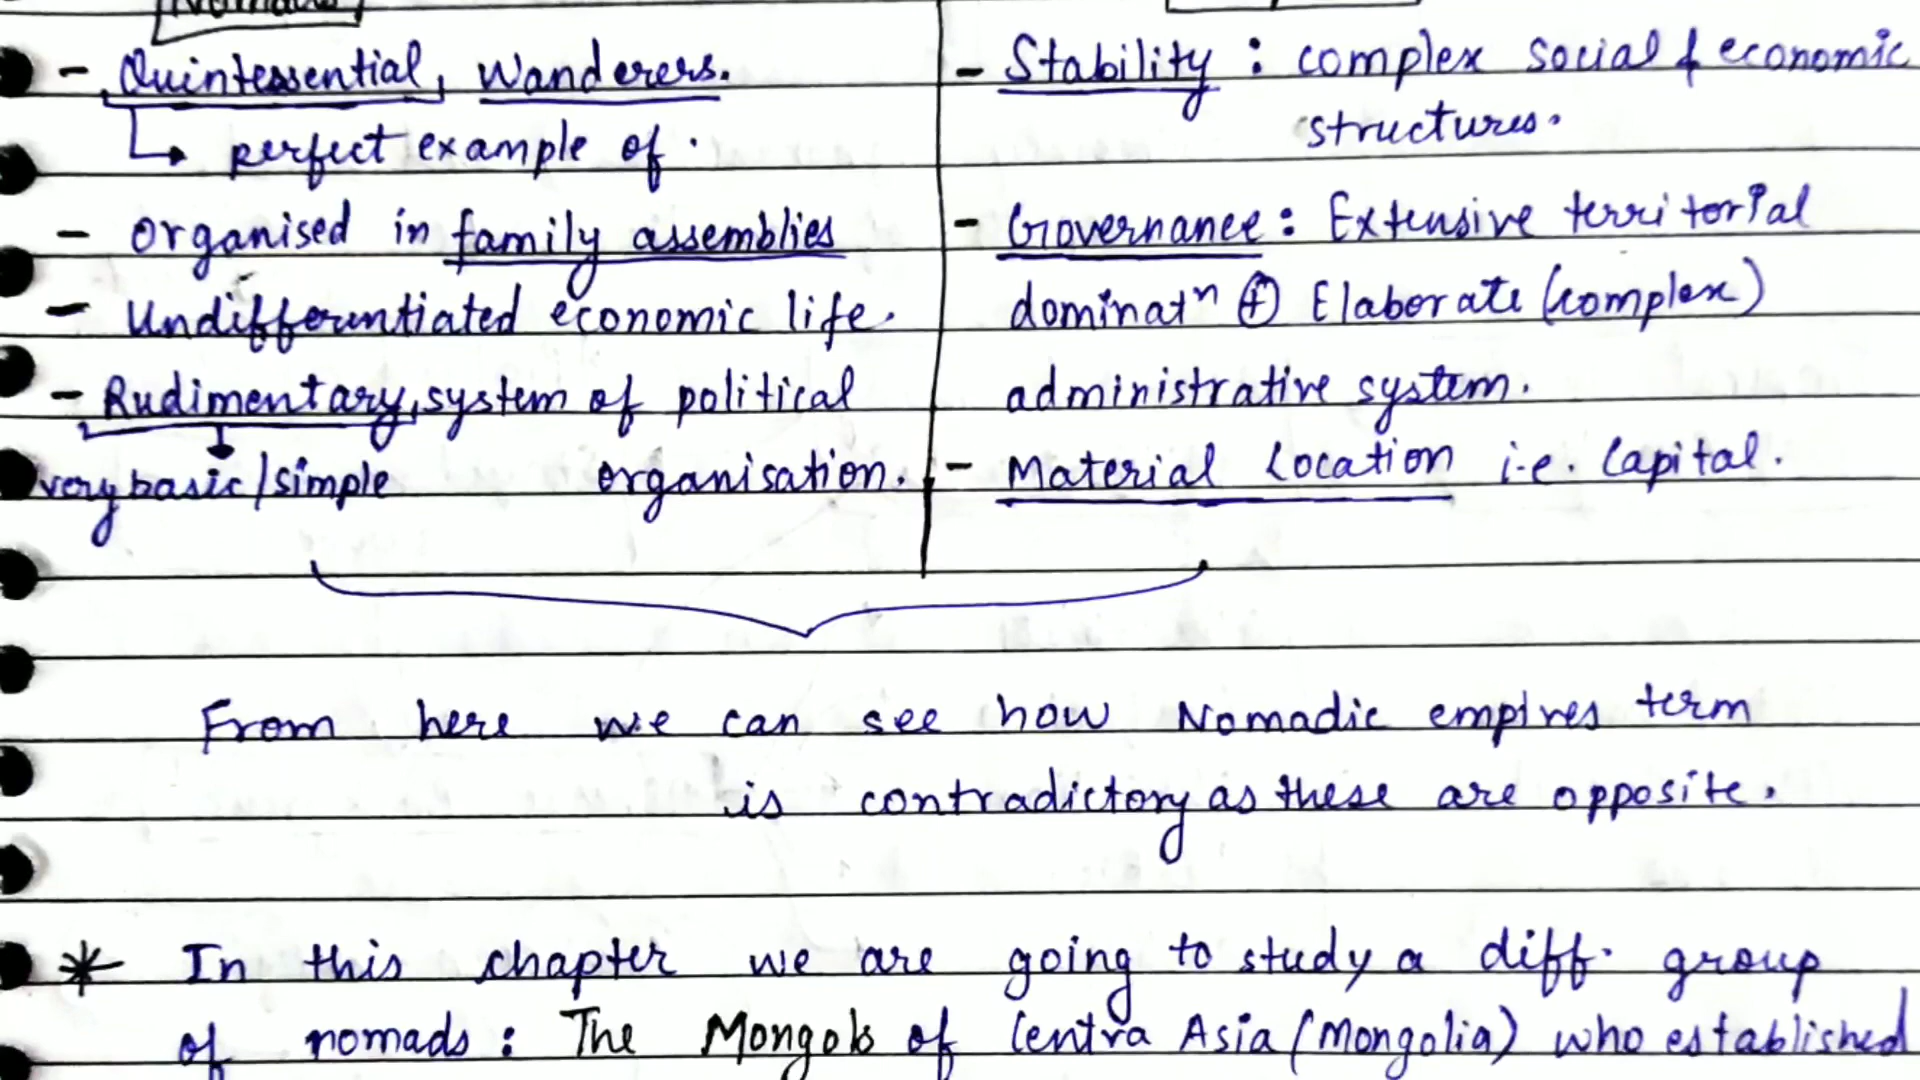 - Quintessential, Wanderers.
↳ perfect example of.
- Organised in family assemblies
- Undifferentiated economic life.
- Rudimentary, system of political
very basic/simple organisation.
- Stability : complex social & economic
structures.
- Governance : Extensive territorial
dominatⁿ ⊕ Elaborate (complex)
administrative system.
- Material Location i.e. Capital.
From here we can see how Nomadic empires term
is contradictory as these are opposite.
* In this chapter we are going to study a diff. group
of nomads : The Mongols of Centra Asia (Mongolia) who established